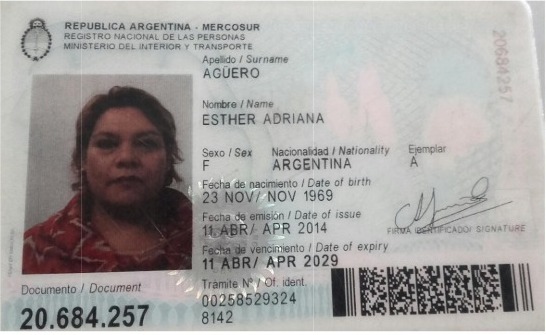 REPUBLICA ARGENTINA - MERCOSUR
REGISTRO NACIONAL DE LAS PERSONAS
MINISTERIO DEL INTERIOR Y TRANSPORTE
Apellido / Surname
AGÜERO
Nombre / Name
ESTHER ADRIANA
Sexo / Sex Nacionalidad / Nationality Ejemplar
F ARGENTINA A
Fecha de nacimiento / Date of birth
23 NOV/ NOV 1969
Fecha de emisión / Date of issue
11 ABR/ APR 2014
FIRMA IDENTIFICADO/ SIGNATURE
Fecha de vencimiento / Date of expiry
11 ABR/ APR 2029
Documento / Document
20.684.257
Trámite Nº / Of. ident.
00258529324
8142
20684257